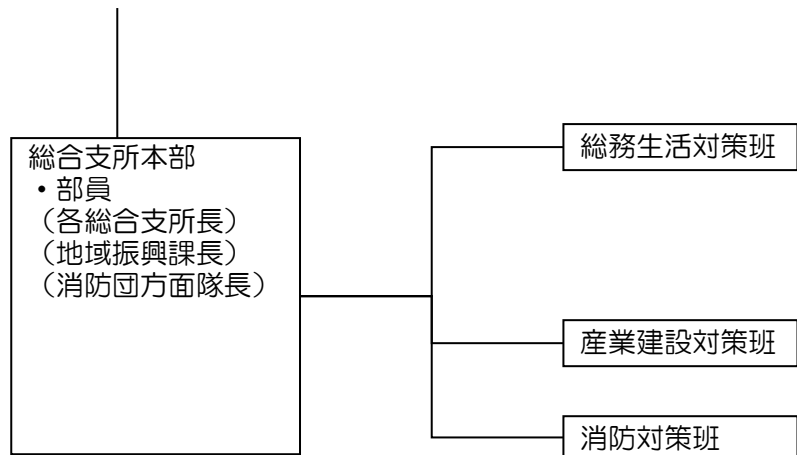 総合支所本部
・部員
（各総合支所長）
（地域振興課長）
（消防団方面隊長）
総務生活対策班
産業建設対策班
消防対策班